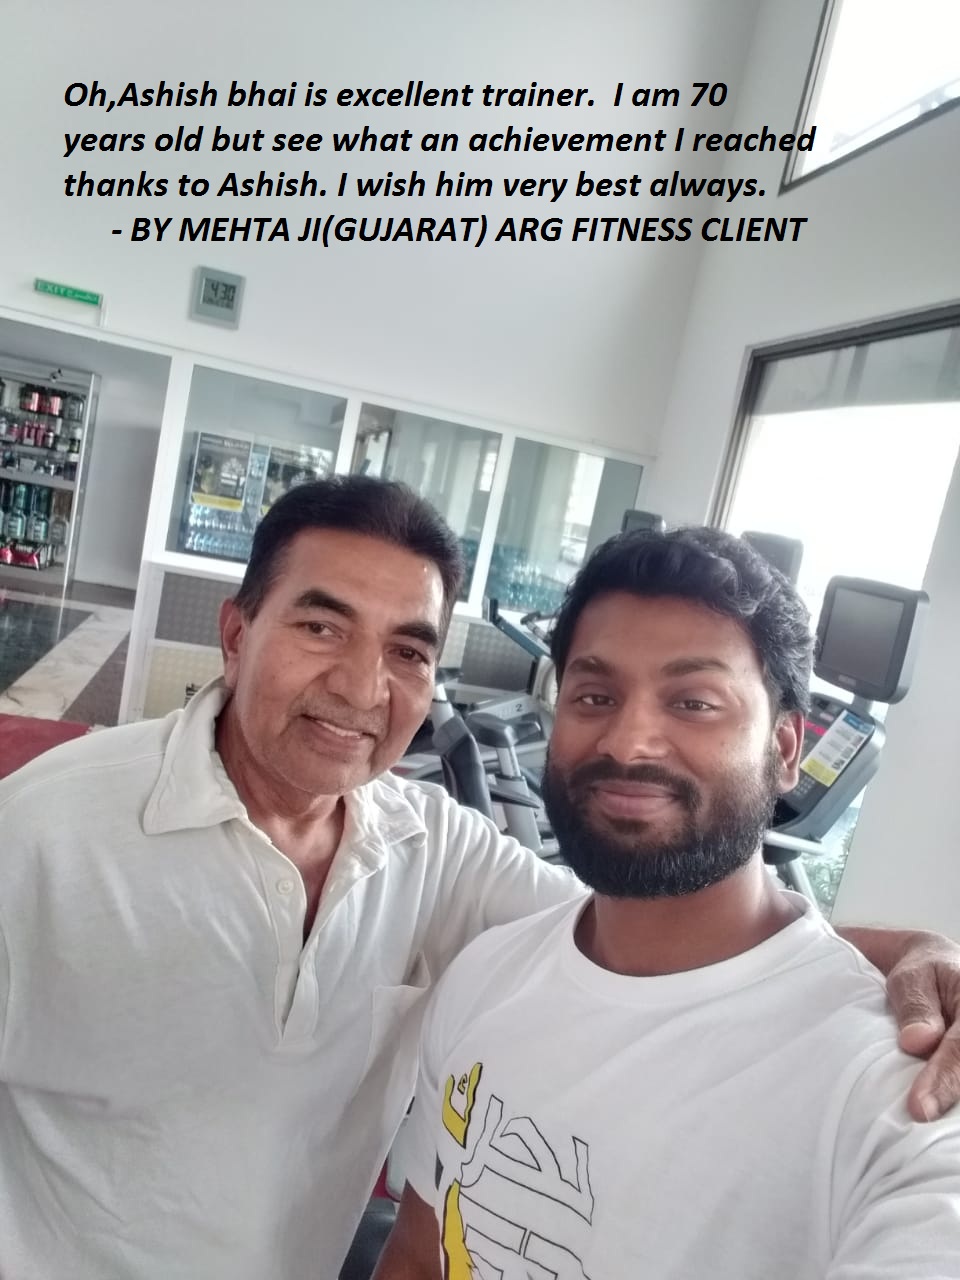 Oh,Ashish bhai is excellent trainer.  I am 70
years old but see what an achievement I reached
thanks to Ashish. I wish him very best always.
- BY MEHTA JI(GUJARAT) ARG FITNESS CLIENT
EXIT
4:30